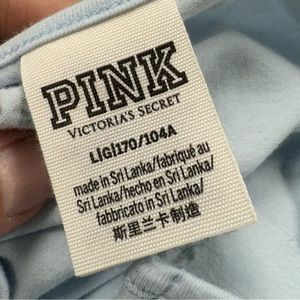 PINK
VICTORIA'S SECRET
L|G|170/104A
made in Sri Lanka/fabriqué au
Sri Lanka/hecho en Sri Lanka/
fabbricato in Sri Lanka/
斯里兰卡制造